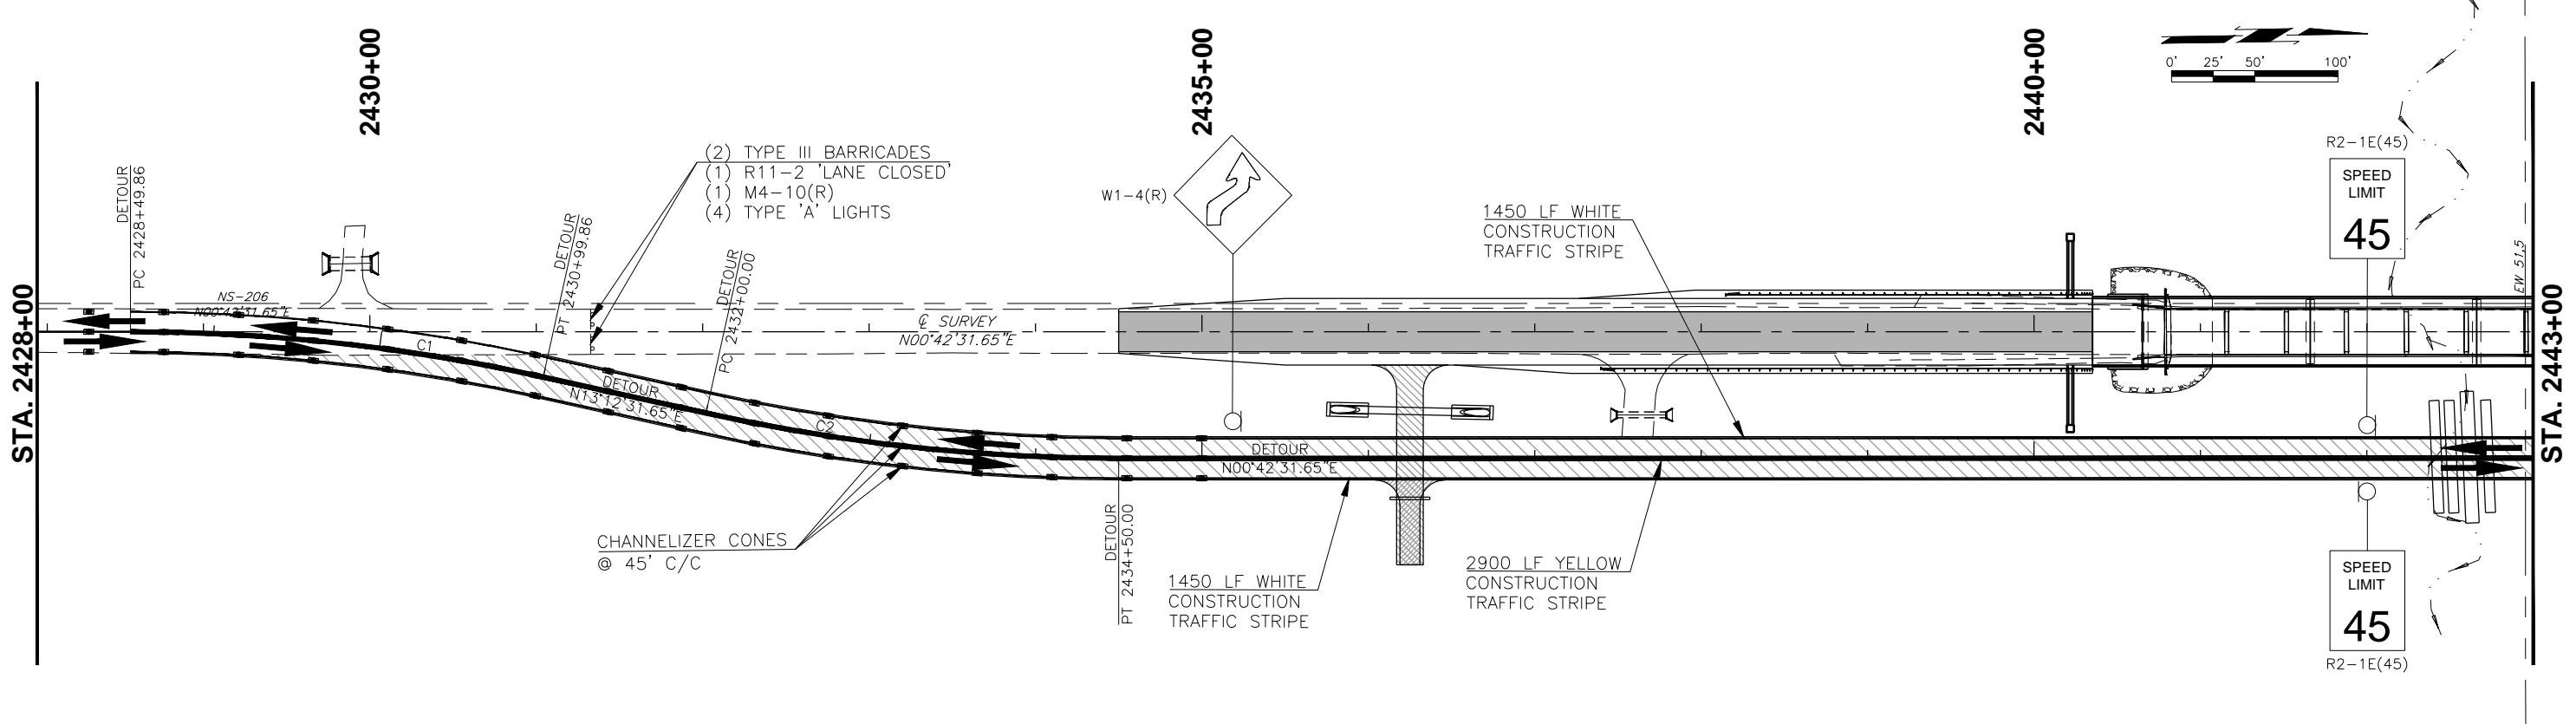 2430+00
2435+00
2440+00
0' 25' 50' 100'
STA. 2428+00
DETOUR
PC 2428+49.86
NS-206
N00°42'31.65"E
C1
DETOUR
PT 2430+99.86
(2) TYPE III BARRICADES
(1) R11-2 'LANE CLOSED'
(1) M4-10(R)
(4) TYPE 'A' LIGHTS
DETOUR
PC 2432+00.00
DETOUR
N13°12'31.65"E
C2
℄ SURVEY
N00°42'31.65"E
W1-4(R)
1450 LF WHITE
CONSTRUCTION
TRAFFIC STRIPE
R2-1E(45)
SPEED
LIMIT
45
EW 51.5
STA. 2443+00
DETOUR
N00°42'31.65"E
CHANNELIZER CONES
@ 45' C/C
DETOUR
PT 2434+50.00
1450 LF WHITE
CONSTRUCTION
TRAFFIC STRIPE
2900 LF YELLOW
CONSTRUCTION
TRAFFIC STRIPE
SPEED
LIMIT
45
R2-1E(45)